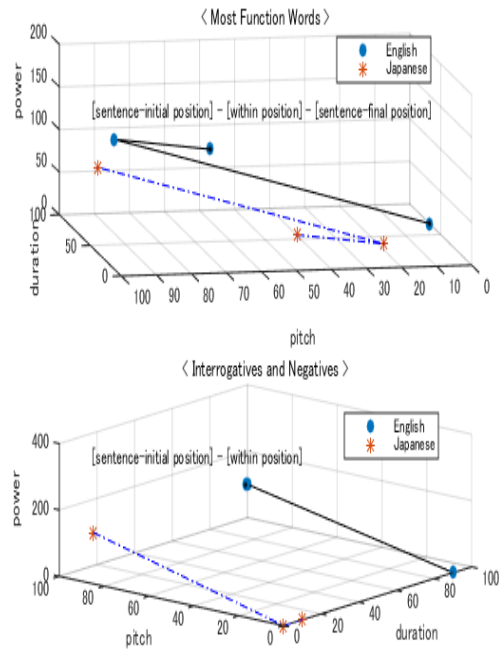 〈 Most Function Words 〉
200
150
100
50
0
power
English
Japanese
[sentence-initial position] - [within position] - [sentence-final position]
100
50
0
duration
100 90 80 70 60 50 40 30 20 10 0
pitch
〈 Interrogatives and Negatives 〉
400
200
0
power
English
Japanese
[sentence-initial position] - [within position]
100 80 60 40 20 0
pitch
0 20 40 60 80 100
duration